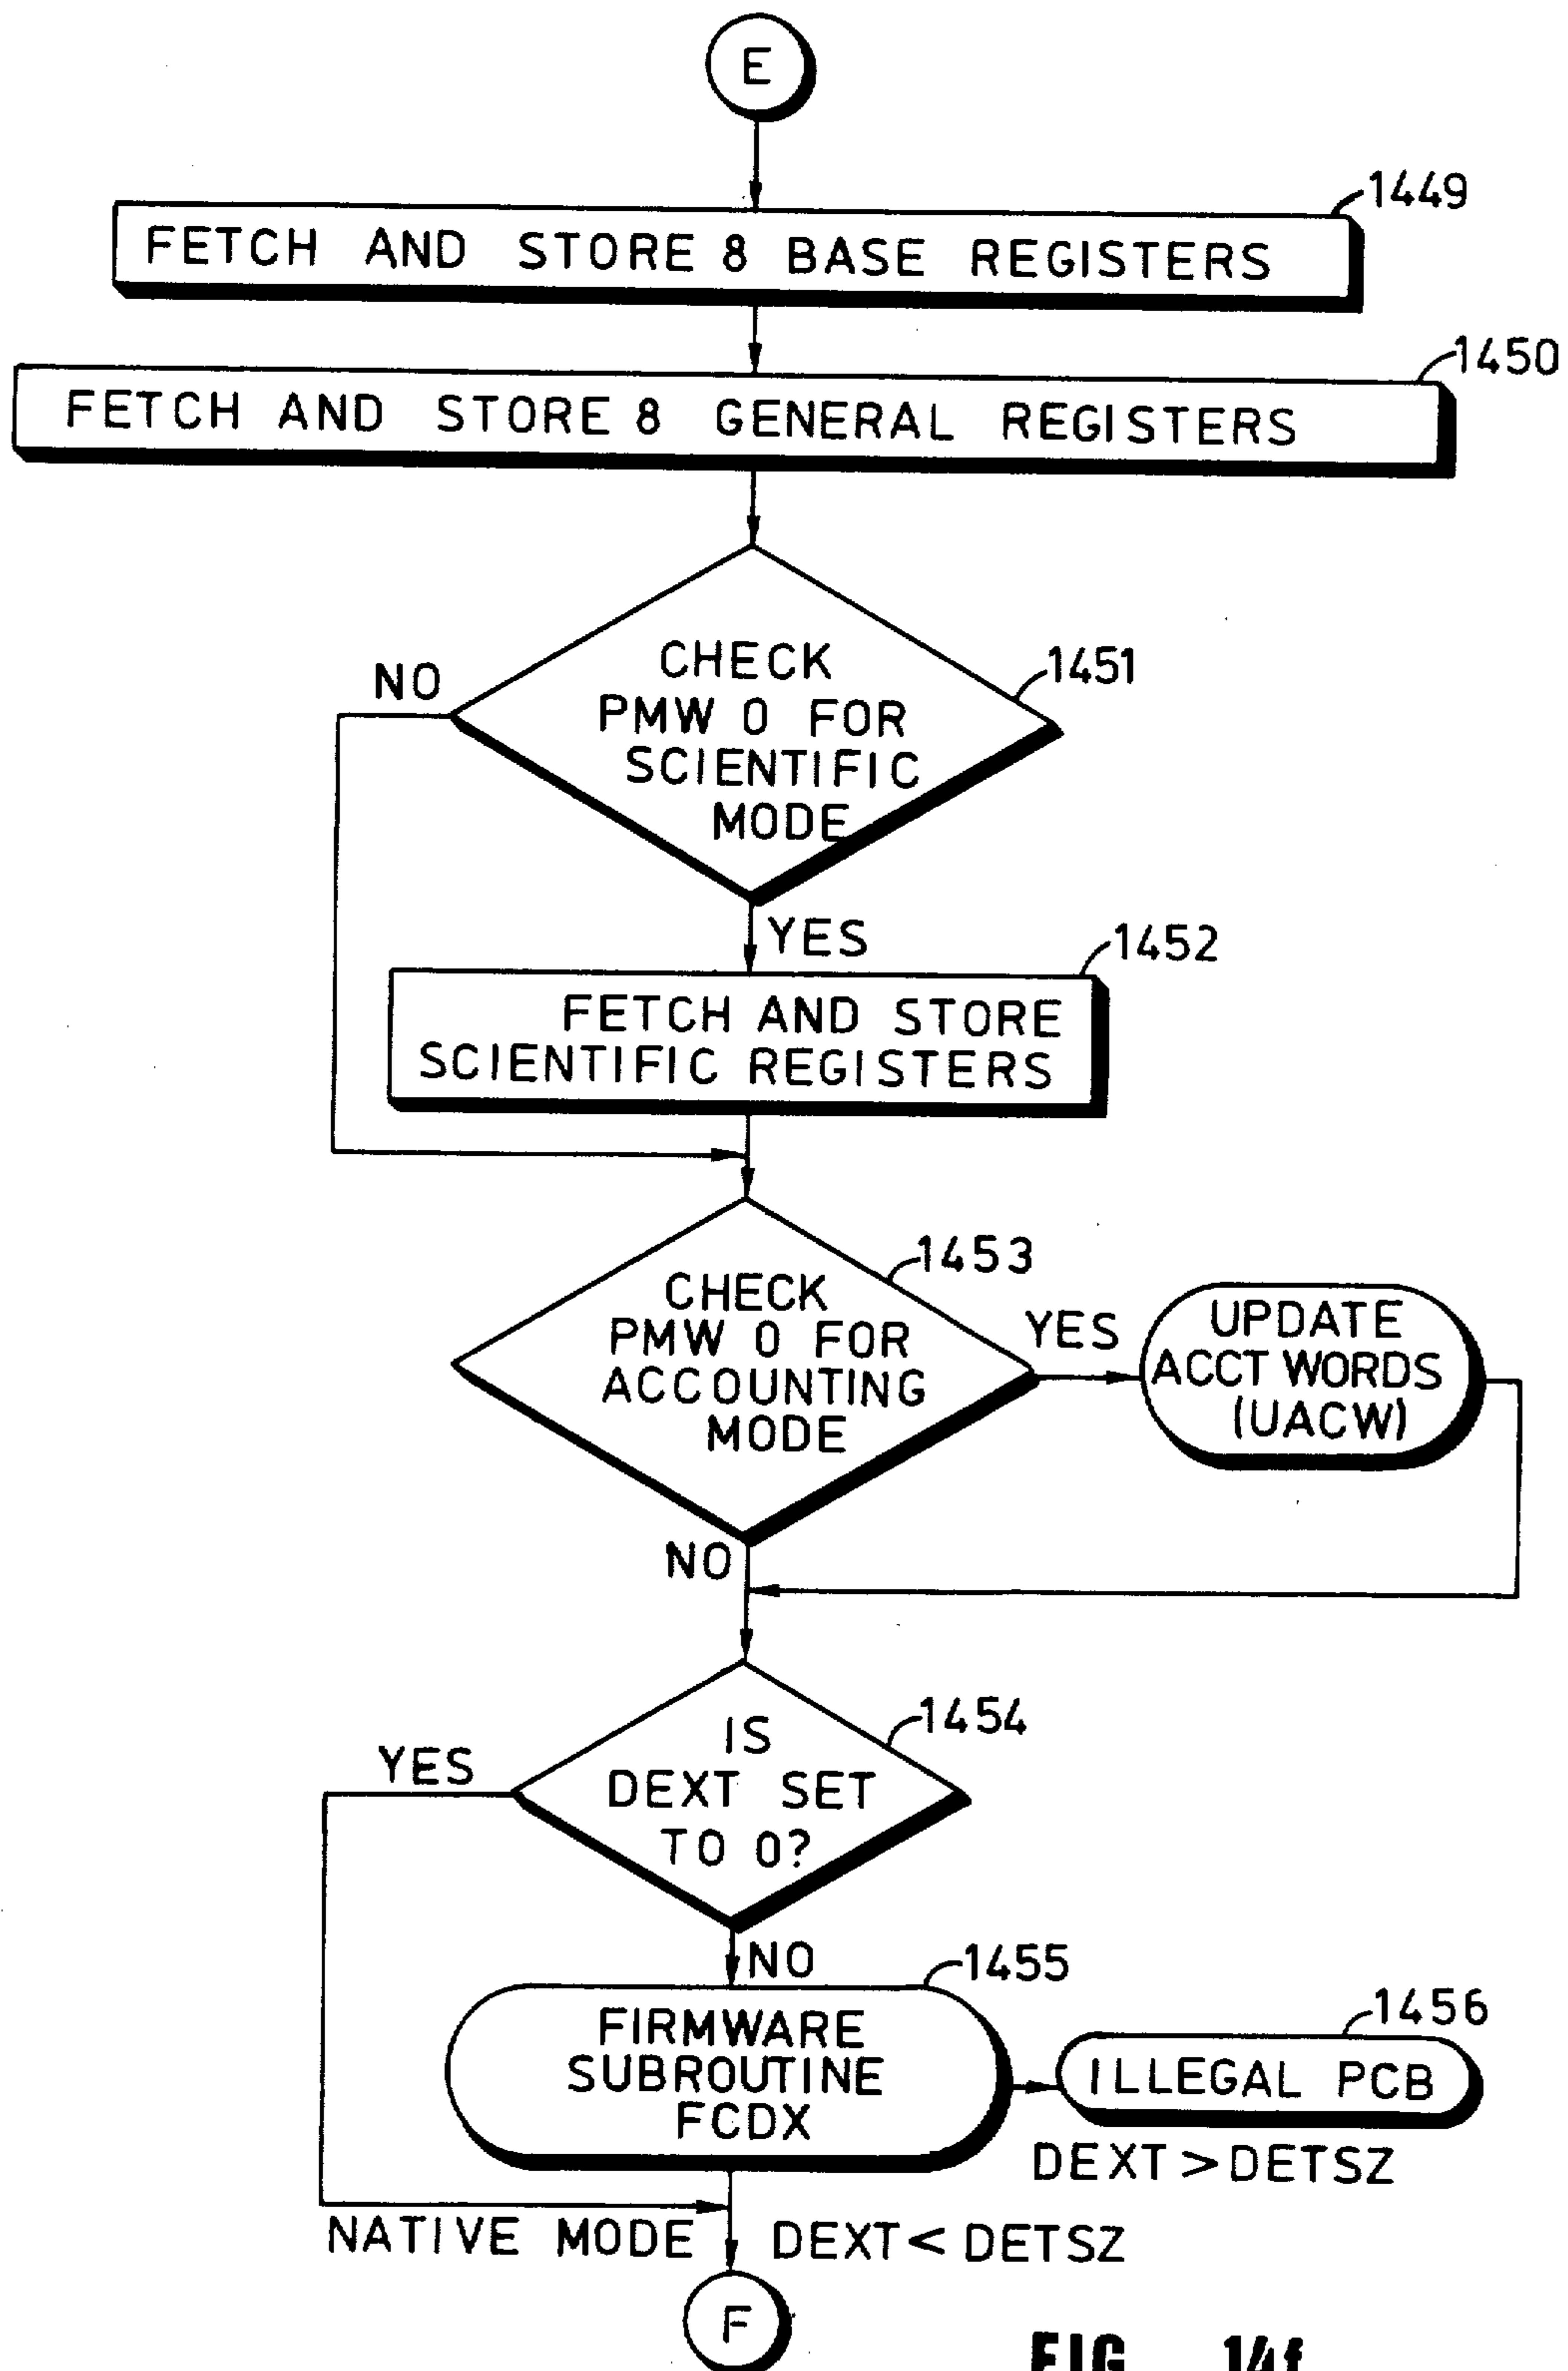 E
1449
FETCH AND STORE 8 BASE REGISTERS
1450
FETCH AND STORE 8 GENERAL REGISTERS
1451
NO
CHECK
PMW 0 FOR
SCIENTIFIC
MODE
YES
1452
FETCH AND STORE
SCIENTIFIC REGISTERS
1453
CHECK
PMW 0 FOR
ACCOUNTING
MODE
YES
UPDATE
ACCT WORDS
(UACW)
NO
1454
YES
IS
DEXT SET
TO 0?
NO
1455
FIRMWARE
SUBROUTINE
FCDX
1456
ILLEGAL PCB
DEXT > DETSZ
NATIVE MODE
DEXT < DETSZ
F
FIG 14f